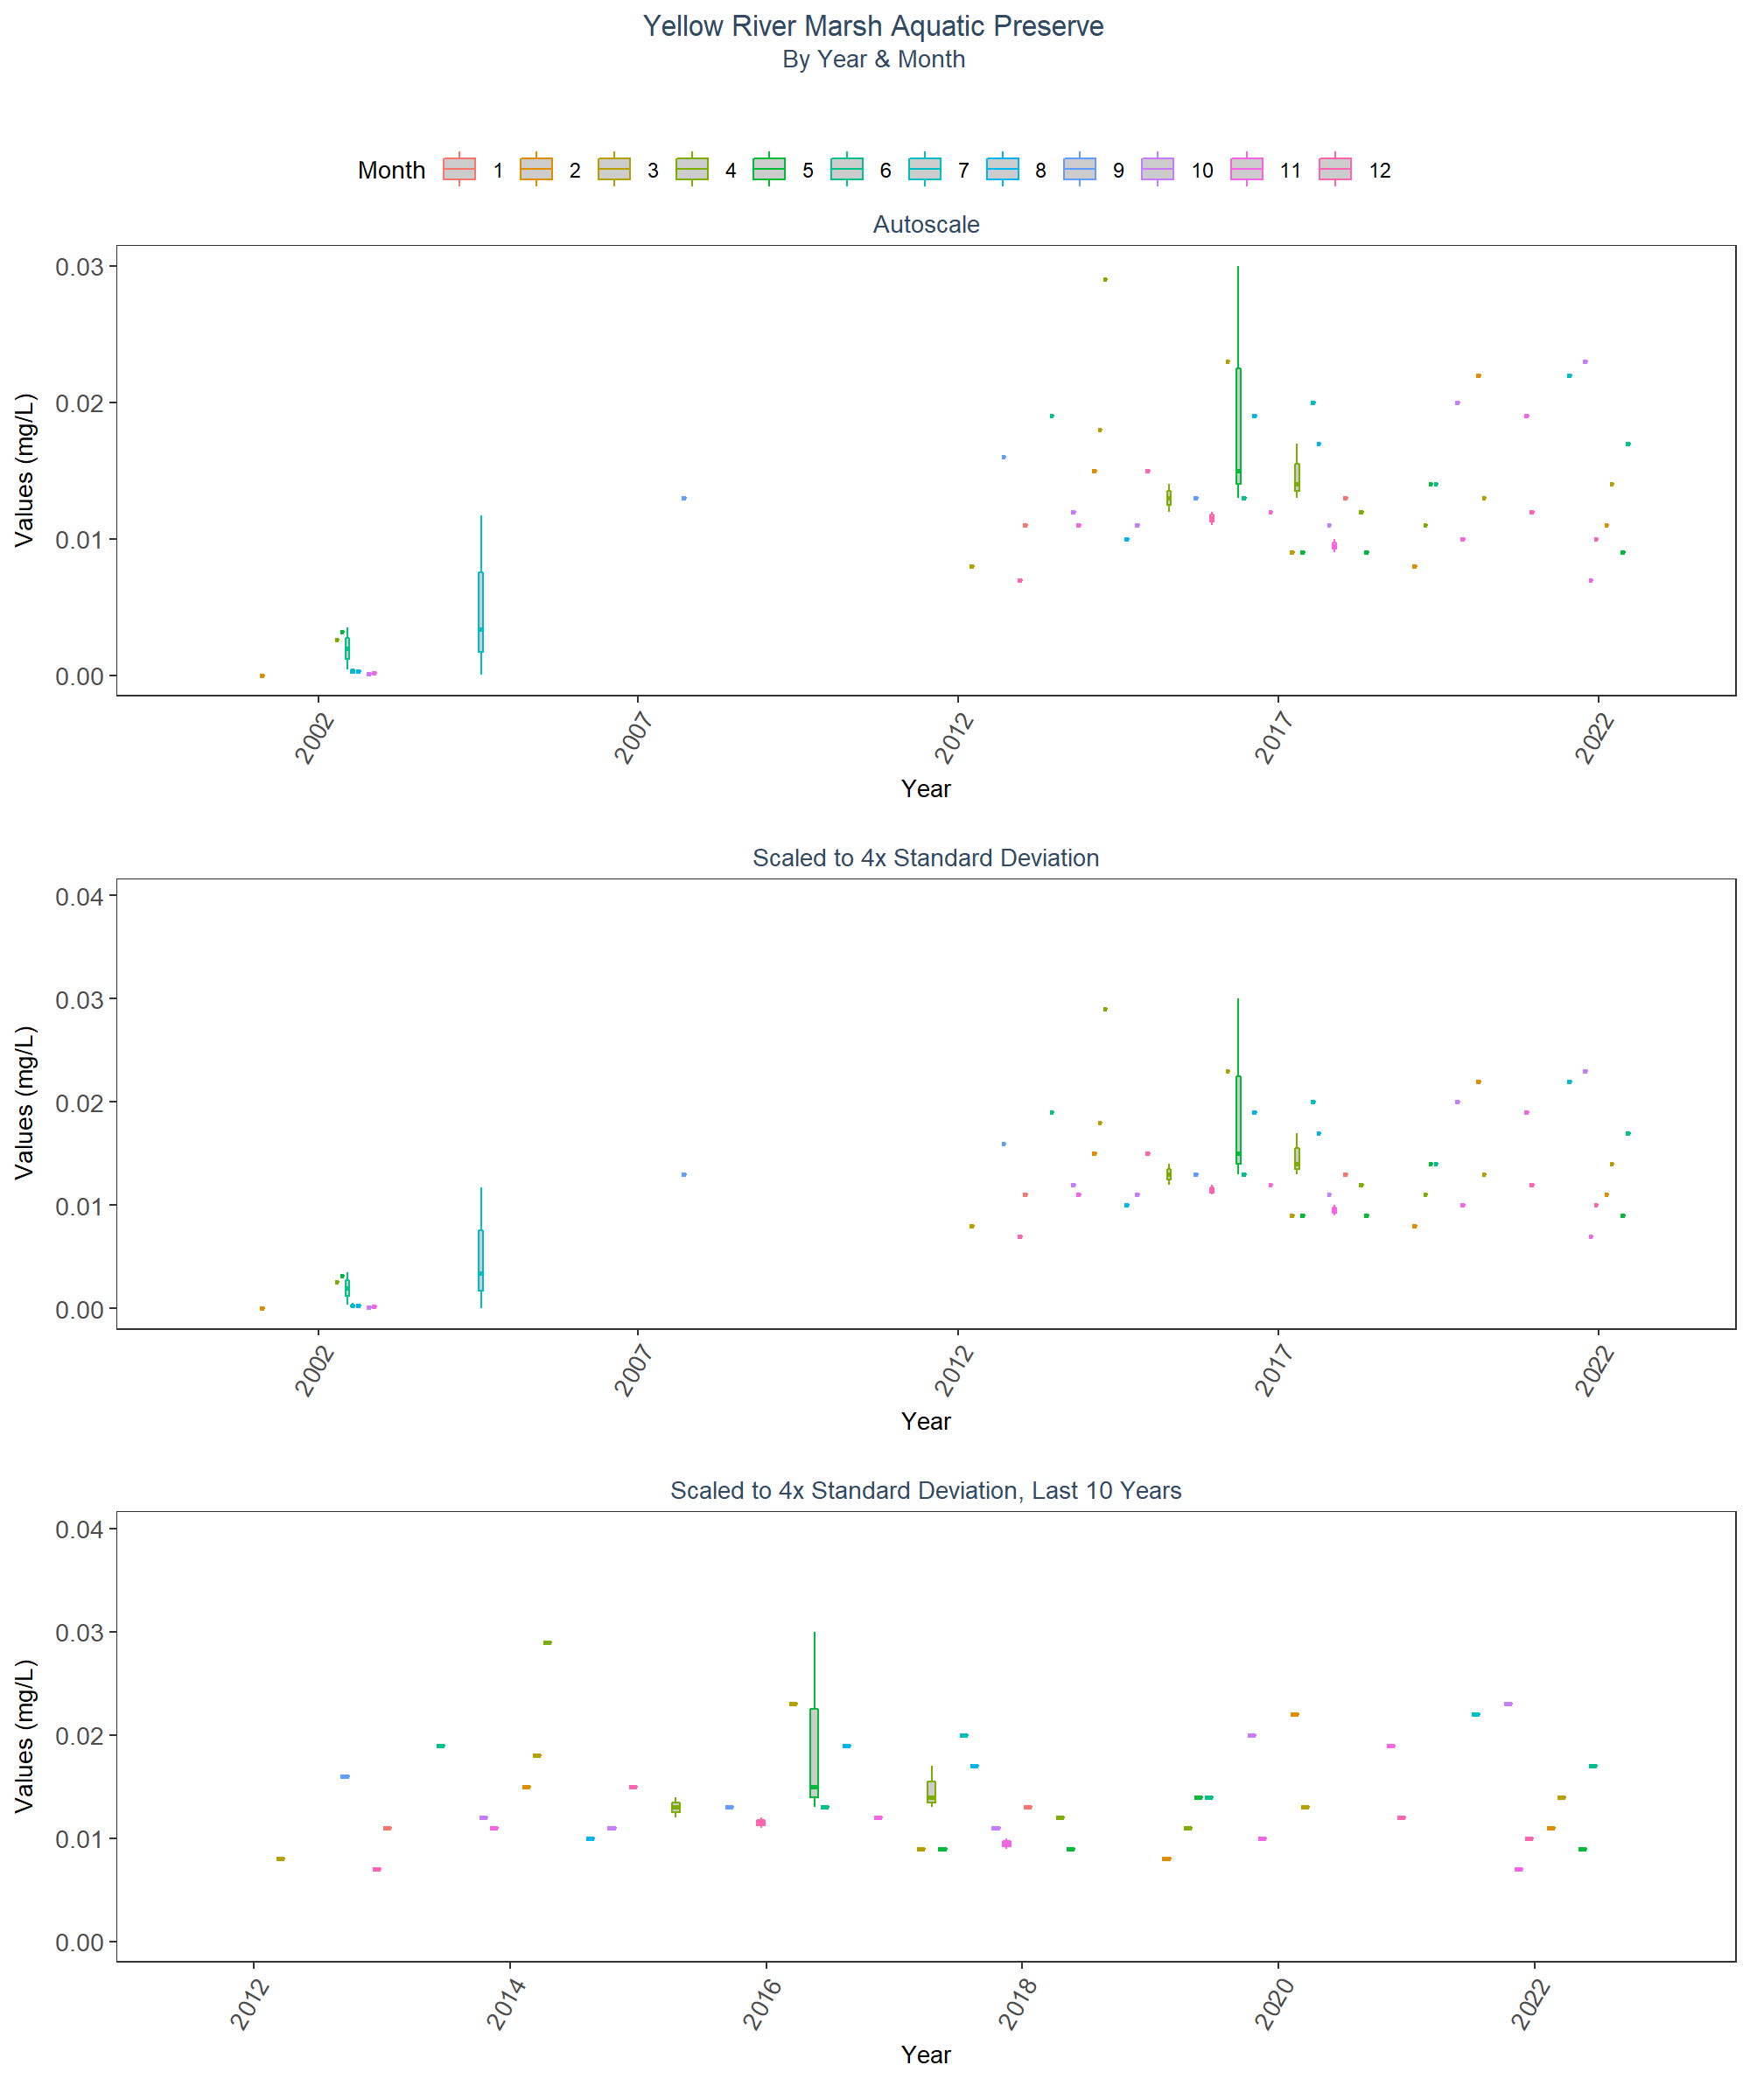 Yellow River Marsh Aquatic Preserve
By Year & Month
Month 1 2 3 4 5 6 7 8 9 10 11 12
Autoscale
Values (mg/L)
0.03
0.02
0.01
0.00
2002 2007 2012 2017 2022
Year
Scaled to 4x Standard Deviation
Values (mg/L)
0.04
0.03
0.02
0.01
0.00
2002 2007 2012 2017 2022
Year
Scaled to 4x Standard Deviation, Last 10 Years
Values (mg/L)
0.04
0.03
0.02
0.01
0.00
2012 2014 2016 2018 2020 2022
Year